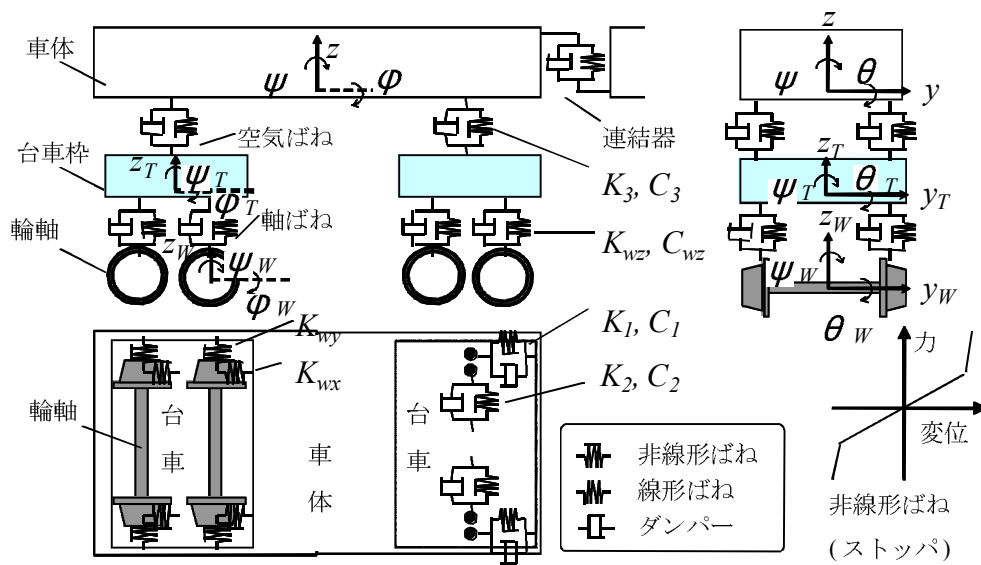 車体
z
ψ
φ
空気ばね
連結器
台車枠
z_T
ψ_T
φ_T
K_3, C_3
軸ばね
輪軸
z_W
ψ_W
φ_W
K_wz, C_wz
z
ψ
θ
y
z_T
ψ_T
θ_T
y_T
z_W
ψ_W
y_W
θ_W
K_wy
K_wx
輪軸
台車
車体
台車
K_1, C_1
K_2, C_2
非線形ばね
線形ばね
ダンパー
力
変位
非線形ばね
(ストッパ)